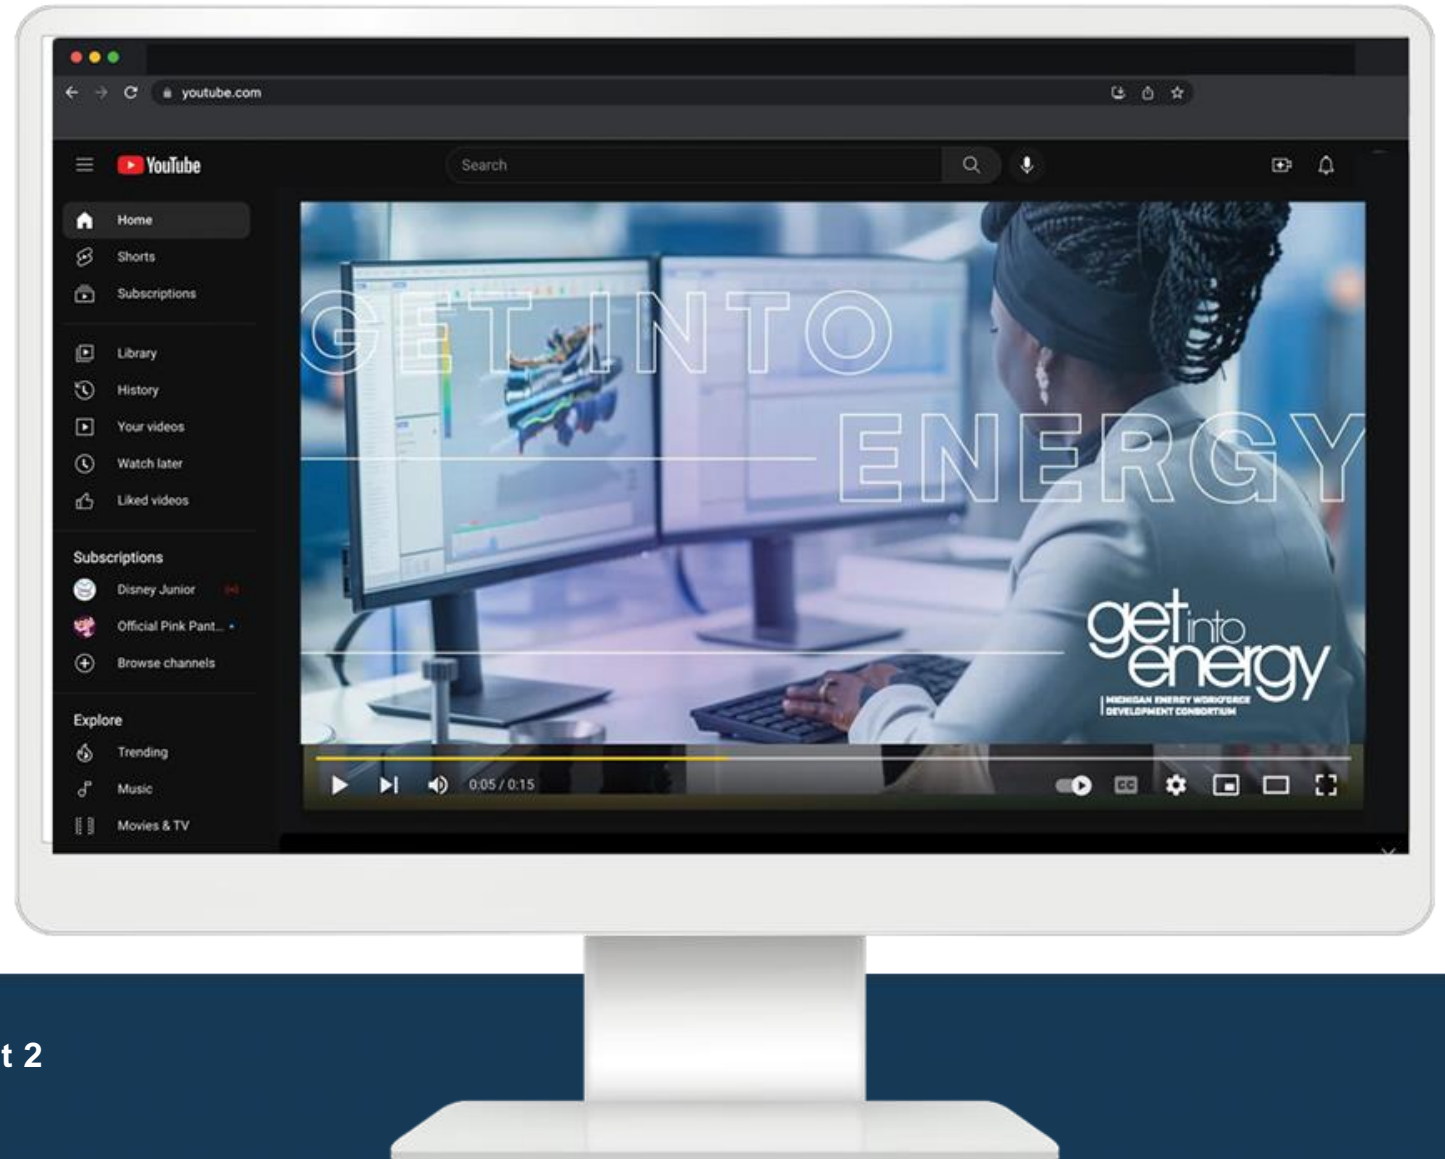 youtube.com
YouTube
Search
Home
Shorts
Subscriptions
Library
History
Your videos
Watch later
Liked videos
Subscriptions
Disney Junior
Official Pink Pant...
Browse channels
Explore
Trending
Music
Movies & TV
GET INTO
ENERGY
get into
energy
MICHIGAN ENERGY WORKFORCE
DEVELOPMENT CONSORTIUM
0:05 / 0:15
CC
t 2